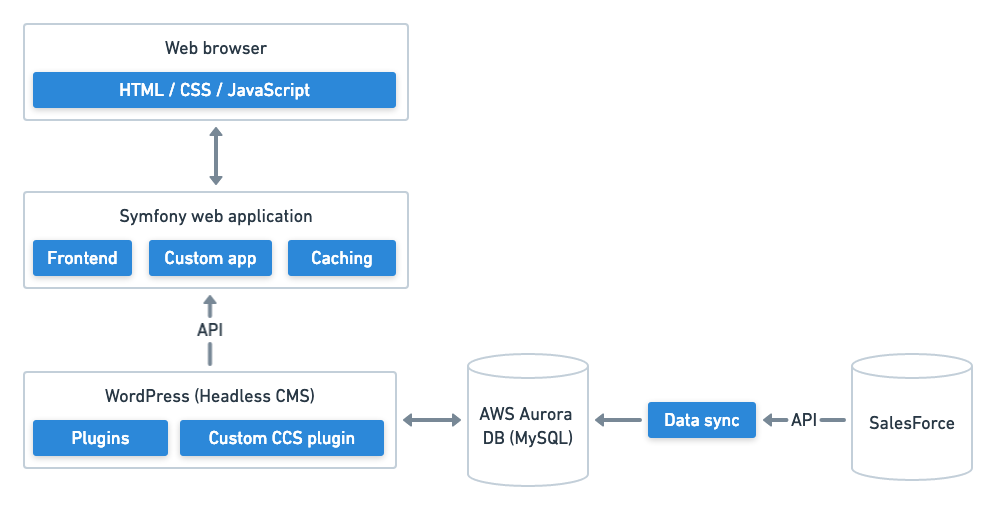 Web browser
HTML / CSS / JavaScript
Symfony web application
Frontend
Custom app
Caching
API
WordPress (Headless CMS)
Plugins
Custom CCS plugin
AWS Aurora
DB (MySQL)
Data sync
API
SalesForce